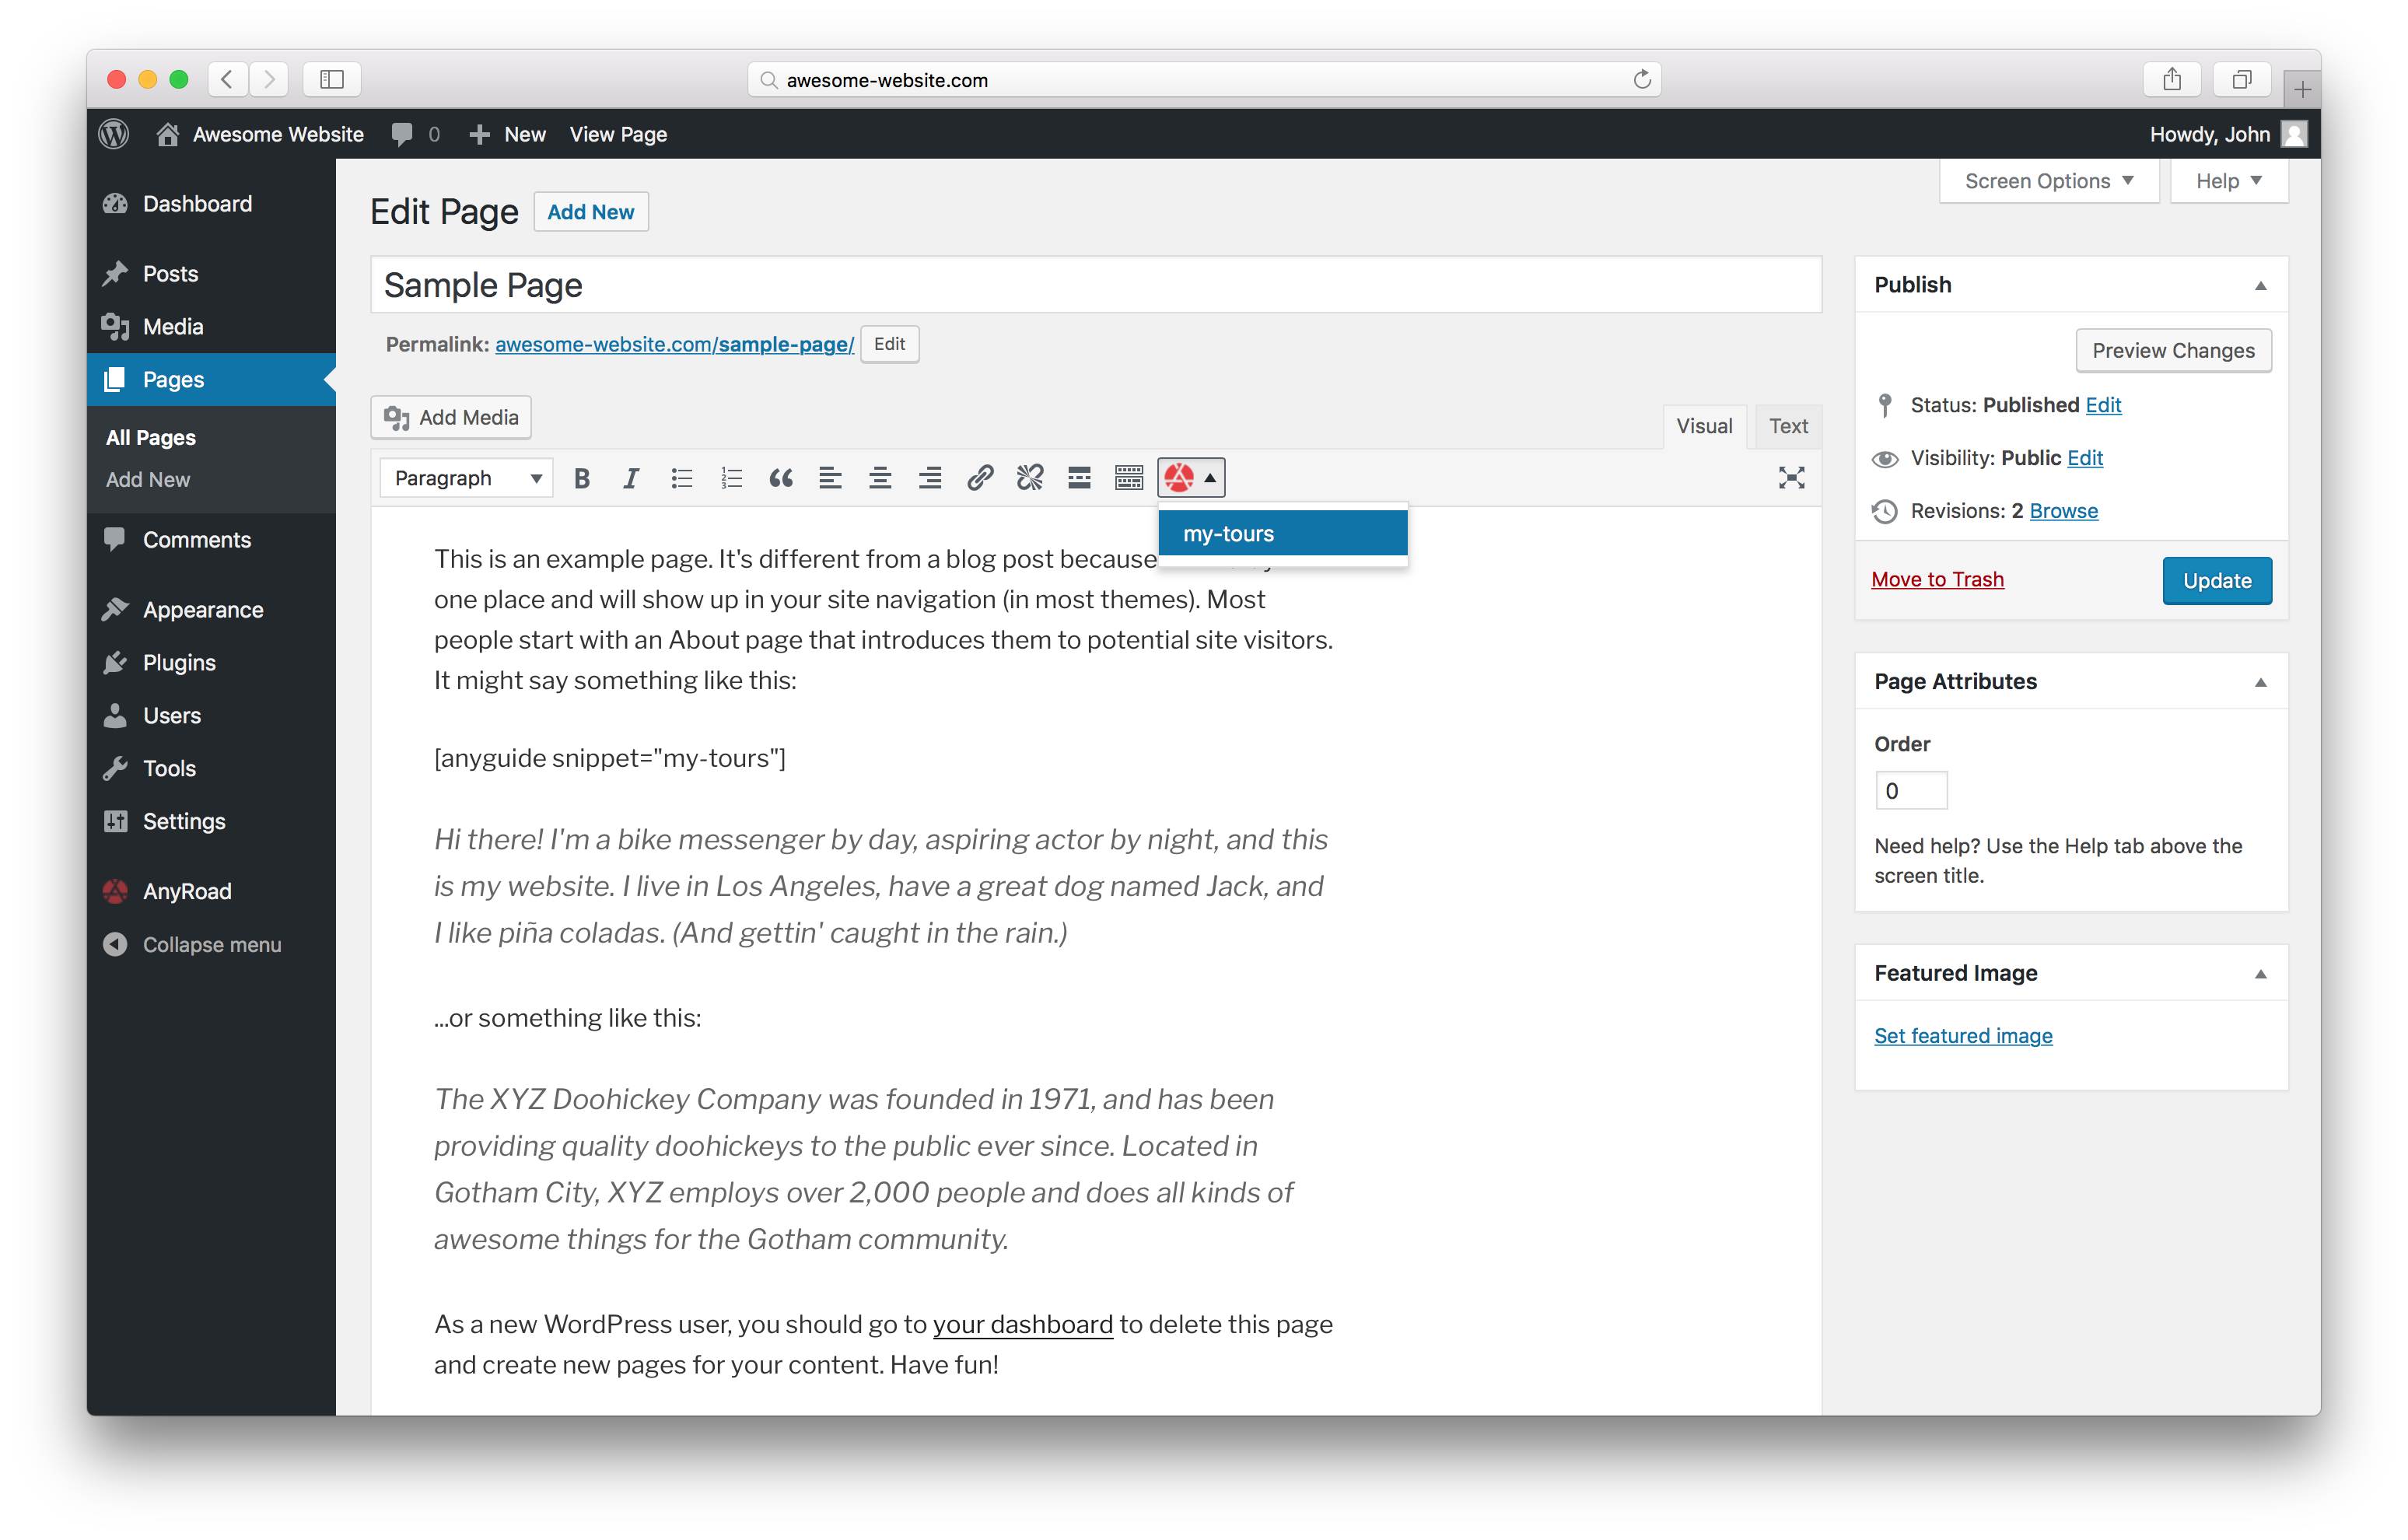 awesome-website.com
Awesome Website 0 New View Page Howdy, John
Screen Options Help
Dashboard
Posts
Media
Pages
All Pages
Add New
Comments
Appearance
Plugins
Users
Tools
Settings
AnyRoad
Collapse menu
Edit Page Add New
Sample Page
Permalink: awesome-website.com/sample-page/ Edit
Add Media
Visual Text
Paragraph
my-tours
This is an example page. It's different from a blog post because
one place and will show up in your site navigation (in most themes). Most
people start with an About page that introduces them to potential site visitors.
It might say something like this:
[anyguide snippet="my-tours"]
Hi there! I'm a bike messenger by day, aspiring actor by night, and this
is my website. I live in Los Angeles, have a great dog named Jack, and
I like piña coladas. (And gettin' caught in the rain.)
...or something like this:
The XYZ Doohickey Company was founded in 1971, and has been
providing quality doohickeys to the public ever since. Located in
Gotham City, XYZ employs over 2,000 people and does all kinds of
awesome things for the Gotham community.
As a new WordPress user, you should go to your dashboard to delete this page
and create new pages for your content. Have fun!
Publish
Preview Changes
Status: Published Edit
Visibility: Public Edit
Revisions: 2 Browse
Move to Trash Update
Page Attributes
Order
0
Need help? Use the Help tab above the
screen title.
Featured Image
Set featured image